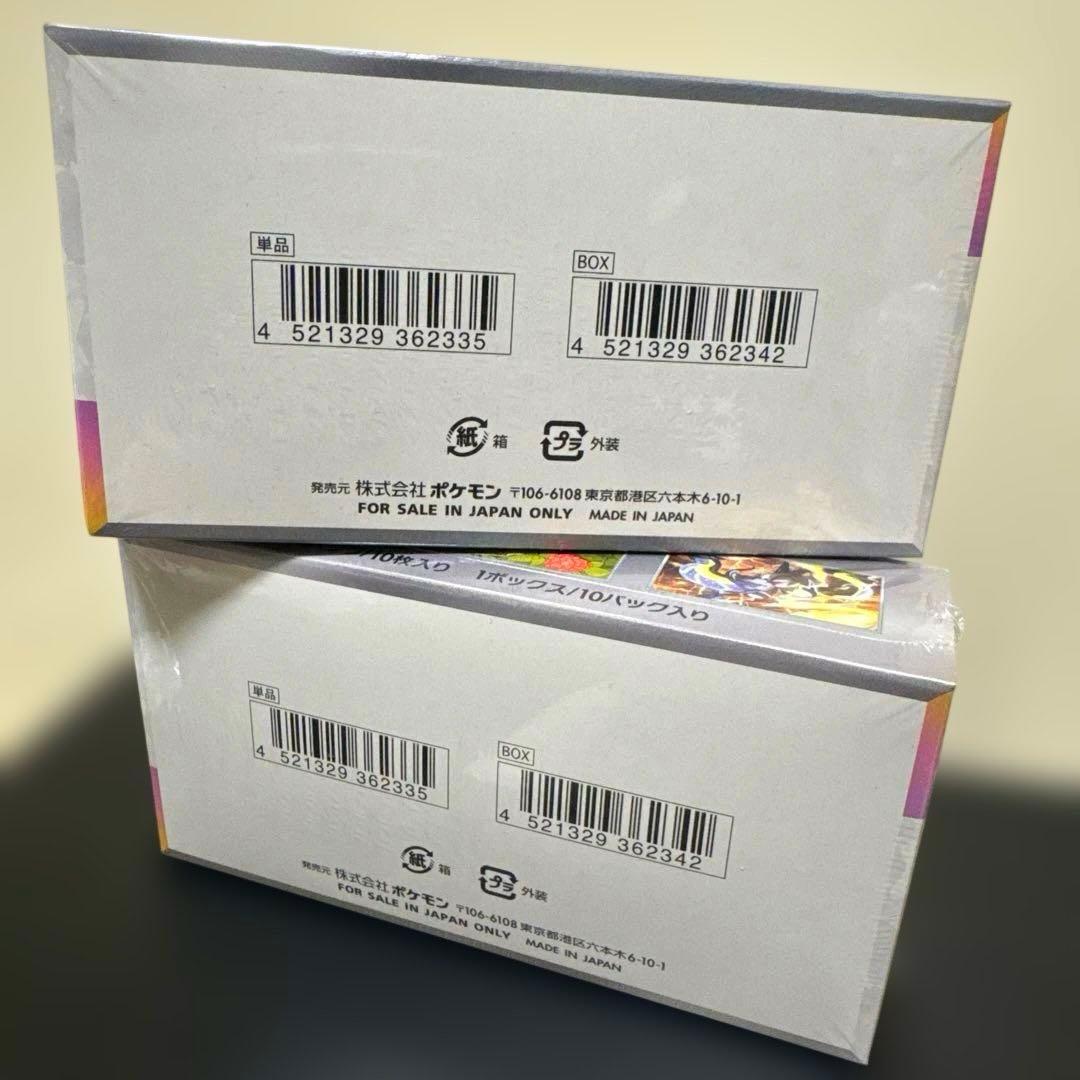 単品
BOX
4 521329 362335
4 521329 362342
紙 箱 プラ 外装
発売元 株式会社 ポケモン 〒106-6108 東京都港区六本木6-10-1
FOR SALE IN JAPAN ONLY MADE IN JAPAN
/10枚入り 1ボックス/10パック入り
単品
BOX
4 521329 362335
4 521329 362342
紙 箱 プラ 外装
発売元 株式会社 ポケモン 〒106-6108 東京都港区六本木6-10-1
FOR SALE IN JAPAN ONLY MADE IN JAPAN